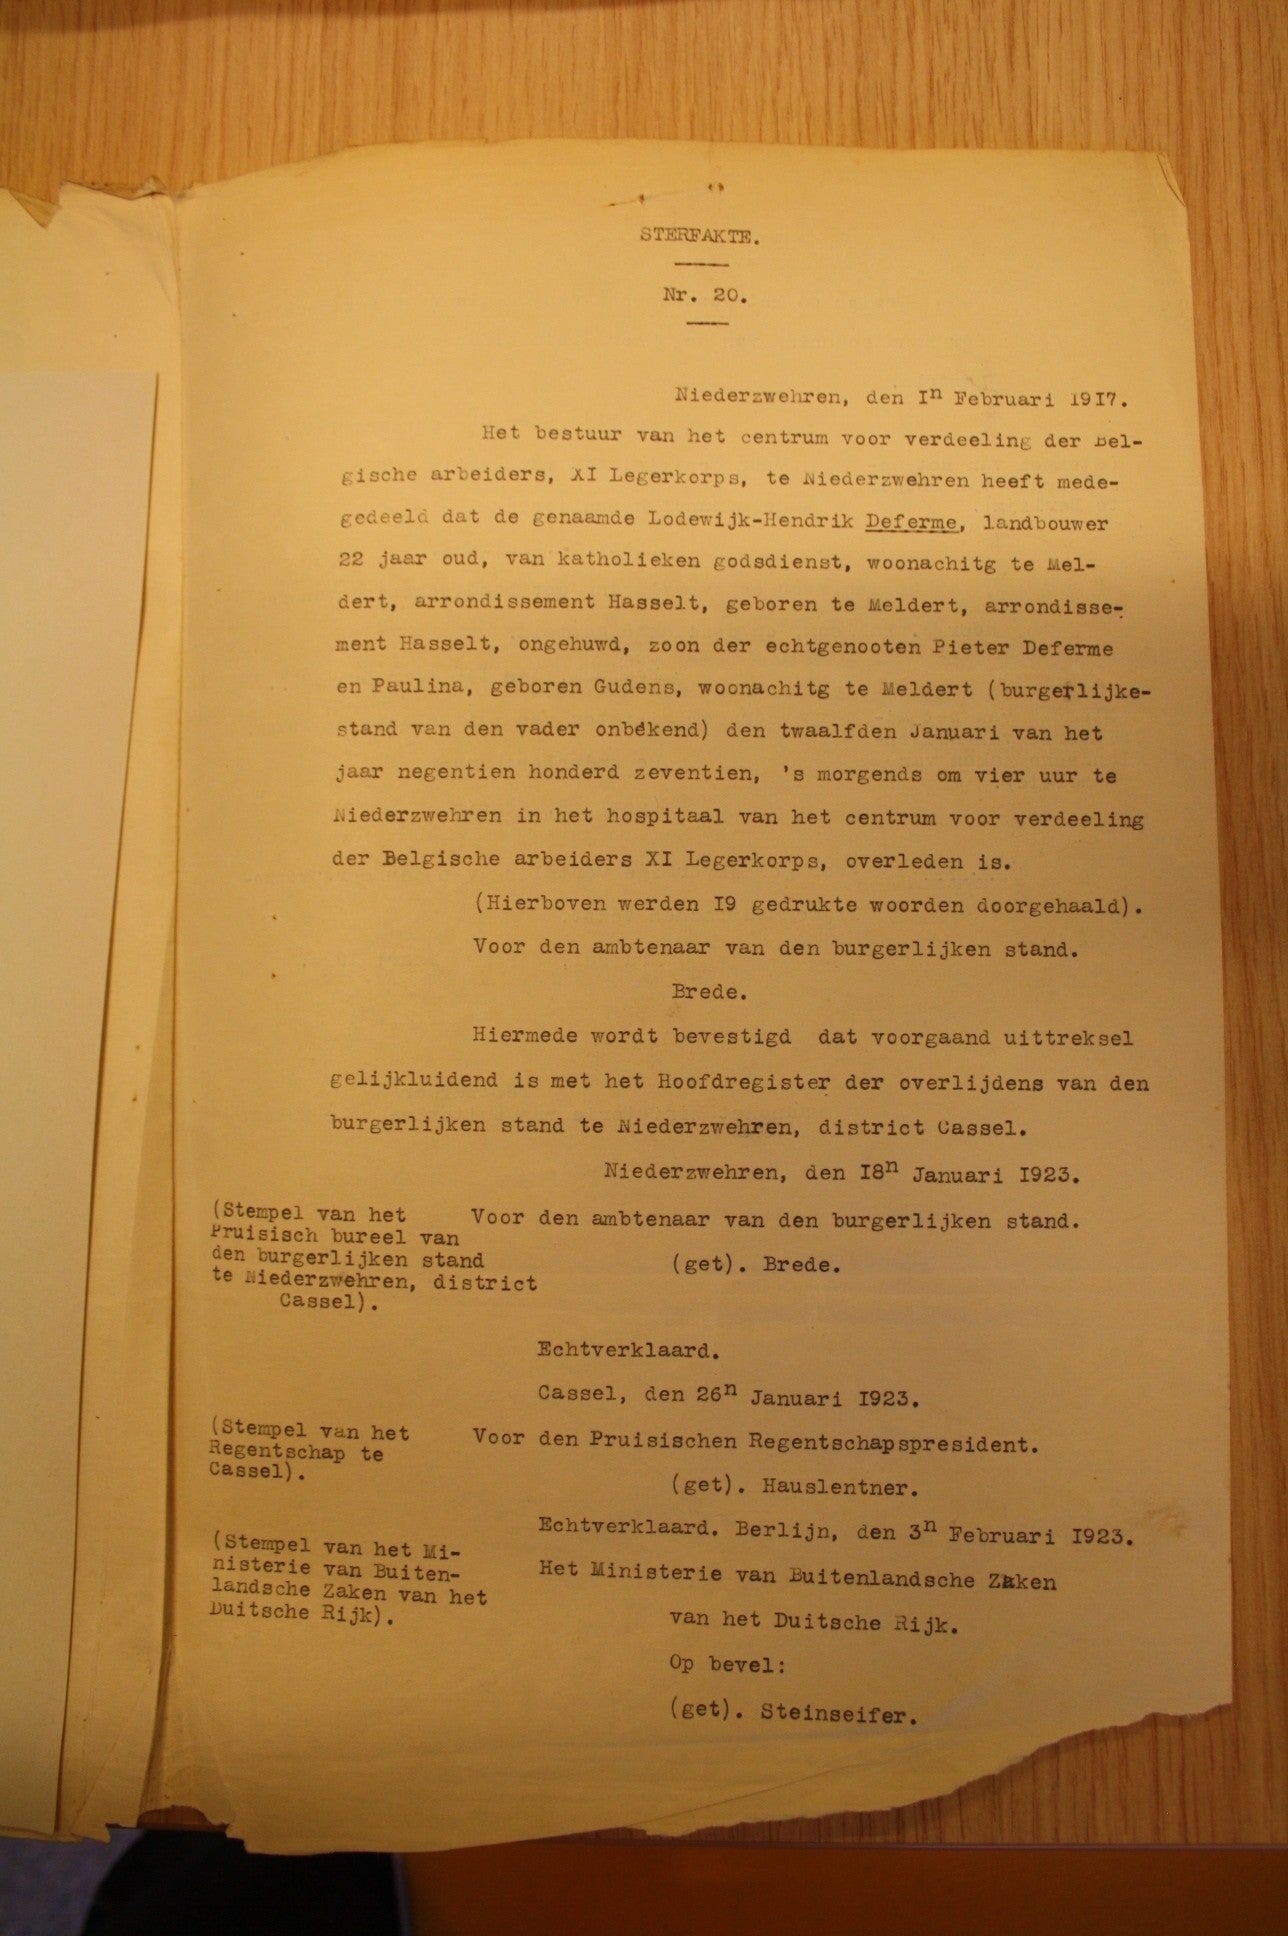 STERFAKTE.
Nr. 20.
Niederzwehren, den Iⁿ Februari 19I7.
Het bestuur van het centrum voor verdeeling der Bel-
gische arbeiders, XI Legerkorps, te Niederzwehren heeft mede-
gedeeld dat de genaamde Lodewijk-Hendrik Deferme, landbouwer
22 jaar oud, van katholieken godsdienst, woonachitg te Mel-
dert, arrondissement Hasselt, geboren te Meldert, arrondisse-
ment Hasselt, ongehuwd, zoon der echtgenooten Pieter Deferme
en Paulina, geboren Gudens, woonachitg te Meldert (burgerlijke-
stand van den vader onbekend) den twaalfden Januari van het
jaar negentien honderd zeventien, 's morgends om vier uur te
Niederzwehren in het hospitaal van het centrum voor verdeeling
der Belgische arbeiders XI Legerkorps, overleden is.
(Hierboven werden I9 gedrukte woorden doorgehaald).
Voor den ambtenaar van den burgerlijken stand.
Brede.
Hiermede wordt bevestigd dat voorgaand uittreksel
gelijkluidend is met het Hoofdregister der overlijdens van den
burgerlijken stand te Niederzwehren, district Cassel.
Niederzwehren, den I8ⁿ Januari I923.
(Stempel van het
Pruisisch bureel van
den burgerlijken stand
te Niederzwehren, district
Cassel).
Voor den ambtenaar van den burgerlijken stand.
(get). Brede.
Echtverklaard.
Cassel, den 26ⁿ Januari I923.
(Stempel van het
Regentschap te
Cassel).
Voor den Pruisischen Regentschapspresident.
(get). Hauslentner.
Echtverklaard. Berlijn, den 3ⁿ Februari I923.
(Stempel van het Mi-
nisterie van Buiten-
landsche Zaken van het
Duitsche Rijk).
Het Ministerie van Buitenlandsche Zaken
van het Duitsche Rijk.
Op bevel:
(get). Steinseifer.